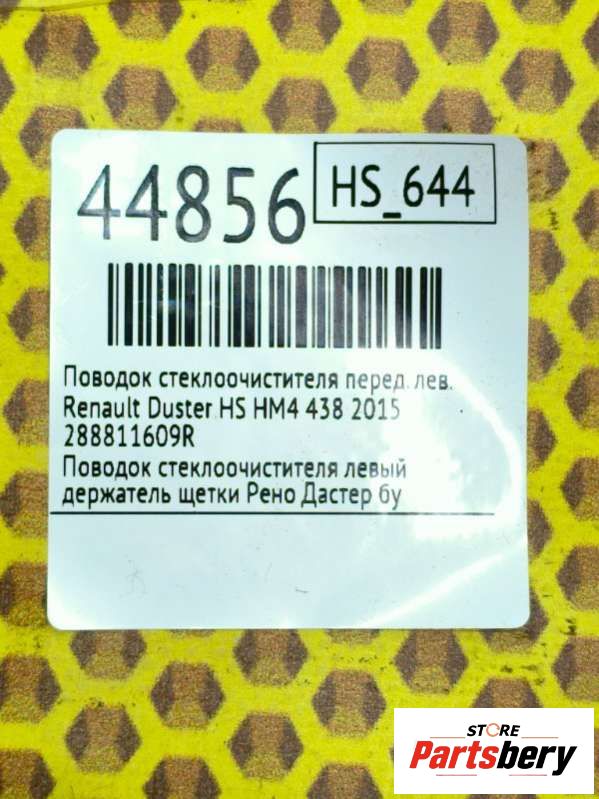 44856
HS_644
Поводок стеклоочистителя перед. лев.
Renault Duster HS HM4 438 2015
288811609R
Поводок стеклоочистителя левый
держатель щетки Рено Дастер бу
STORE
Partsbery